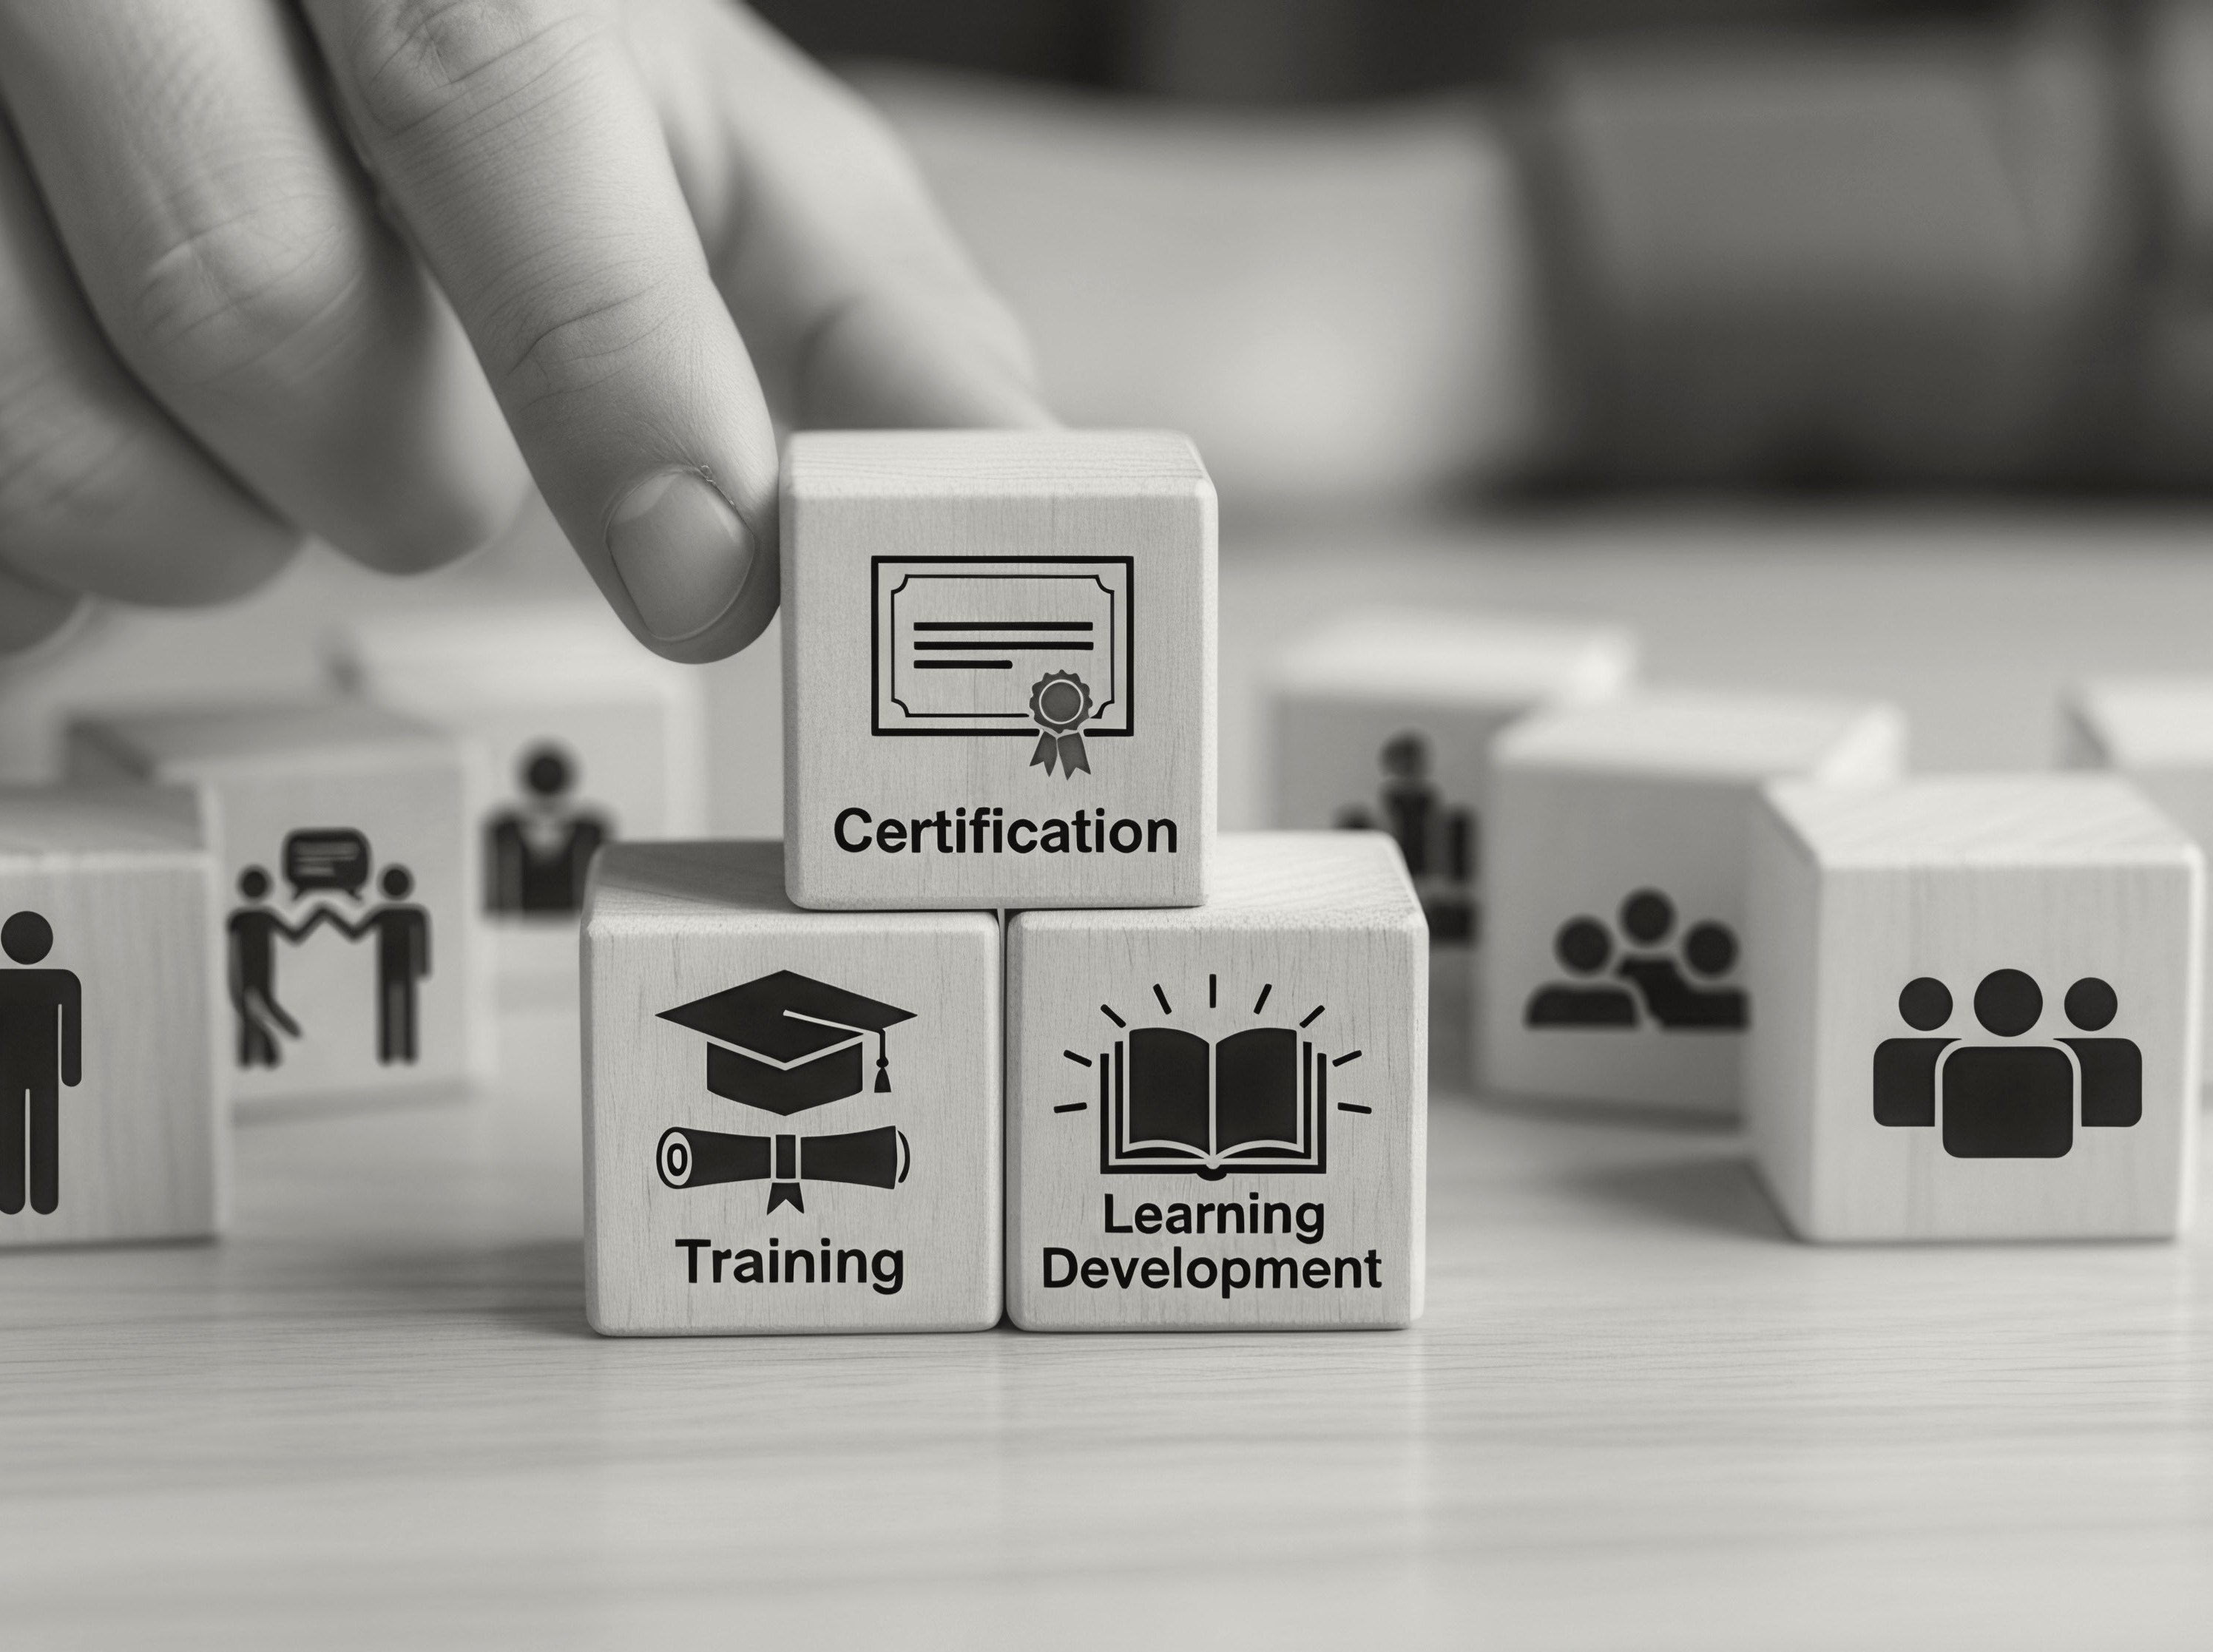 Certification
Training
Learning
Development